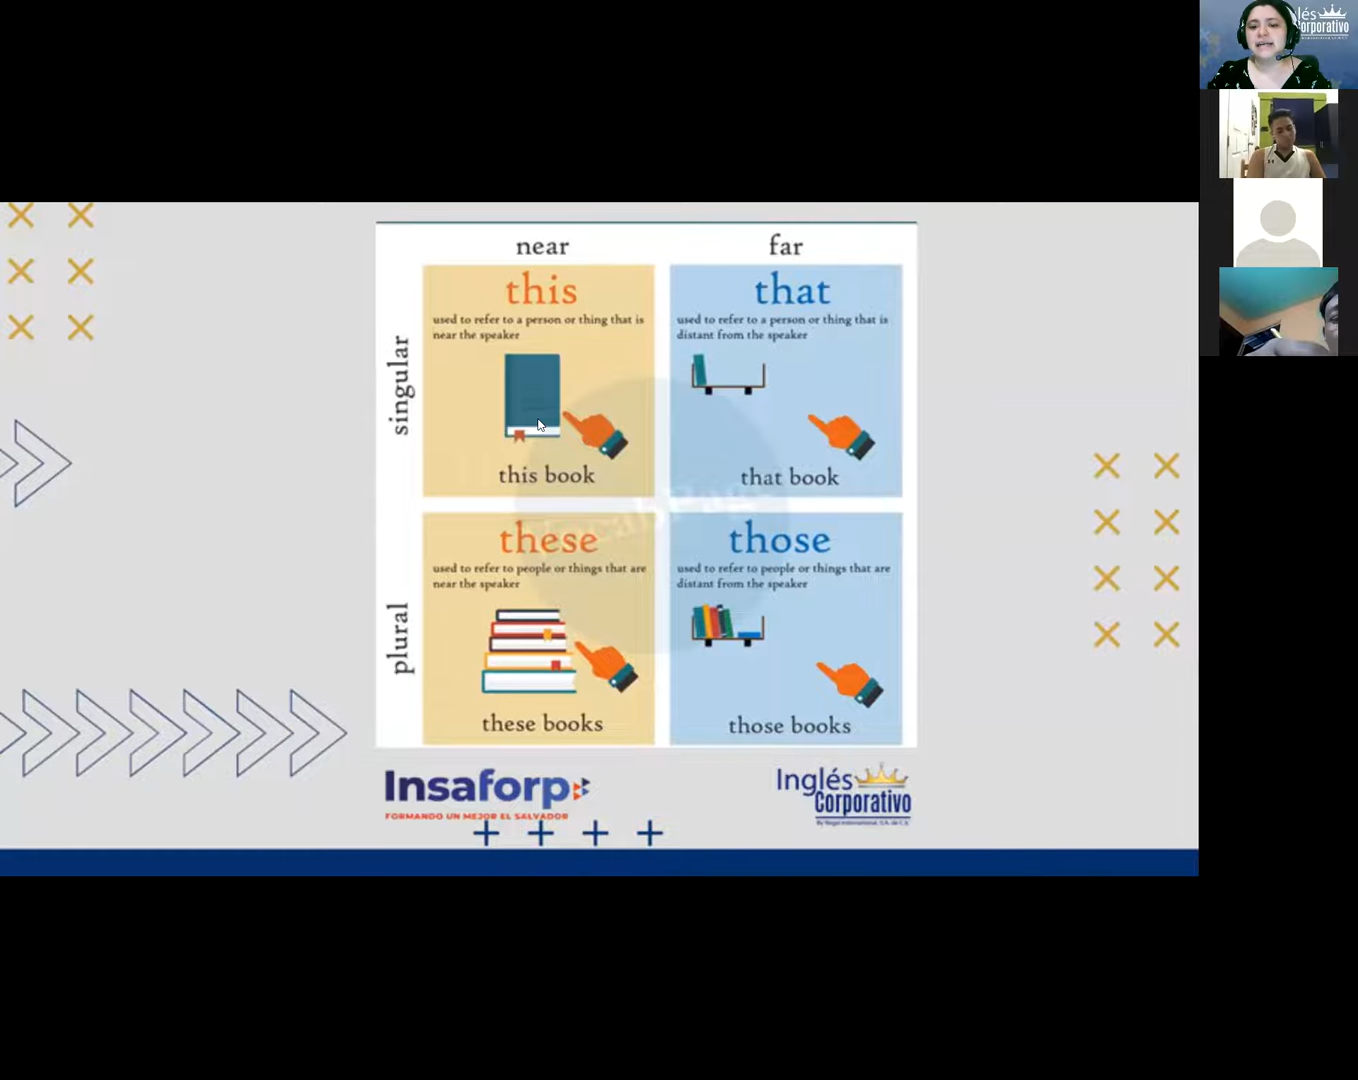 lés
Corporativo
near far
this
used to refer to a person or thing that is
near the speaker
this book
that
used to refer to a person or thing that is
distant from the speaker
that book
singular
these
used to refer to people or things that are
near the speaker
these books
those
used to refer to people or things that are
distant from the speaker
those books
plural
Insaforp
FORMANDO UN MEJOR EL SALVADOR
Inglés
Corporativo